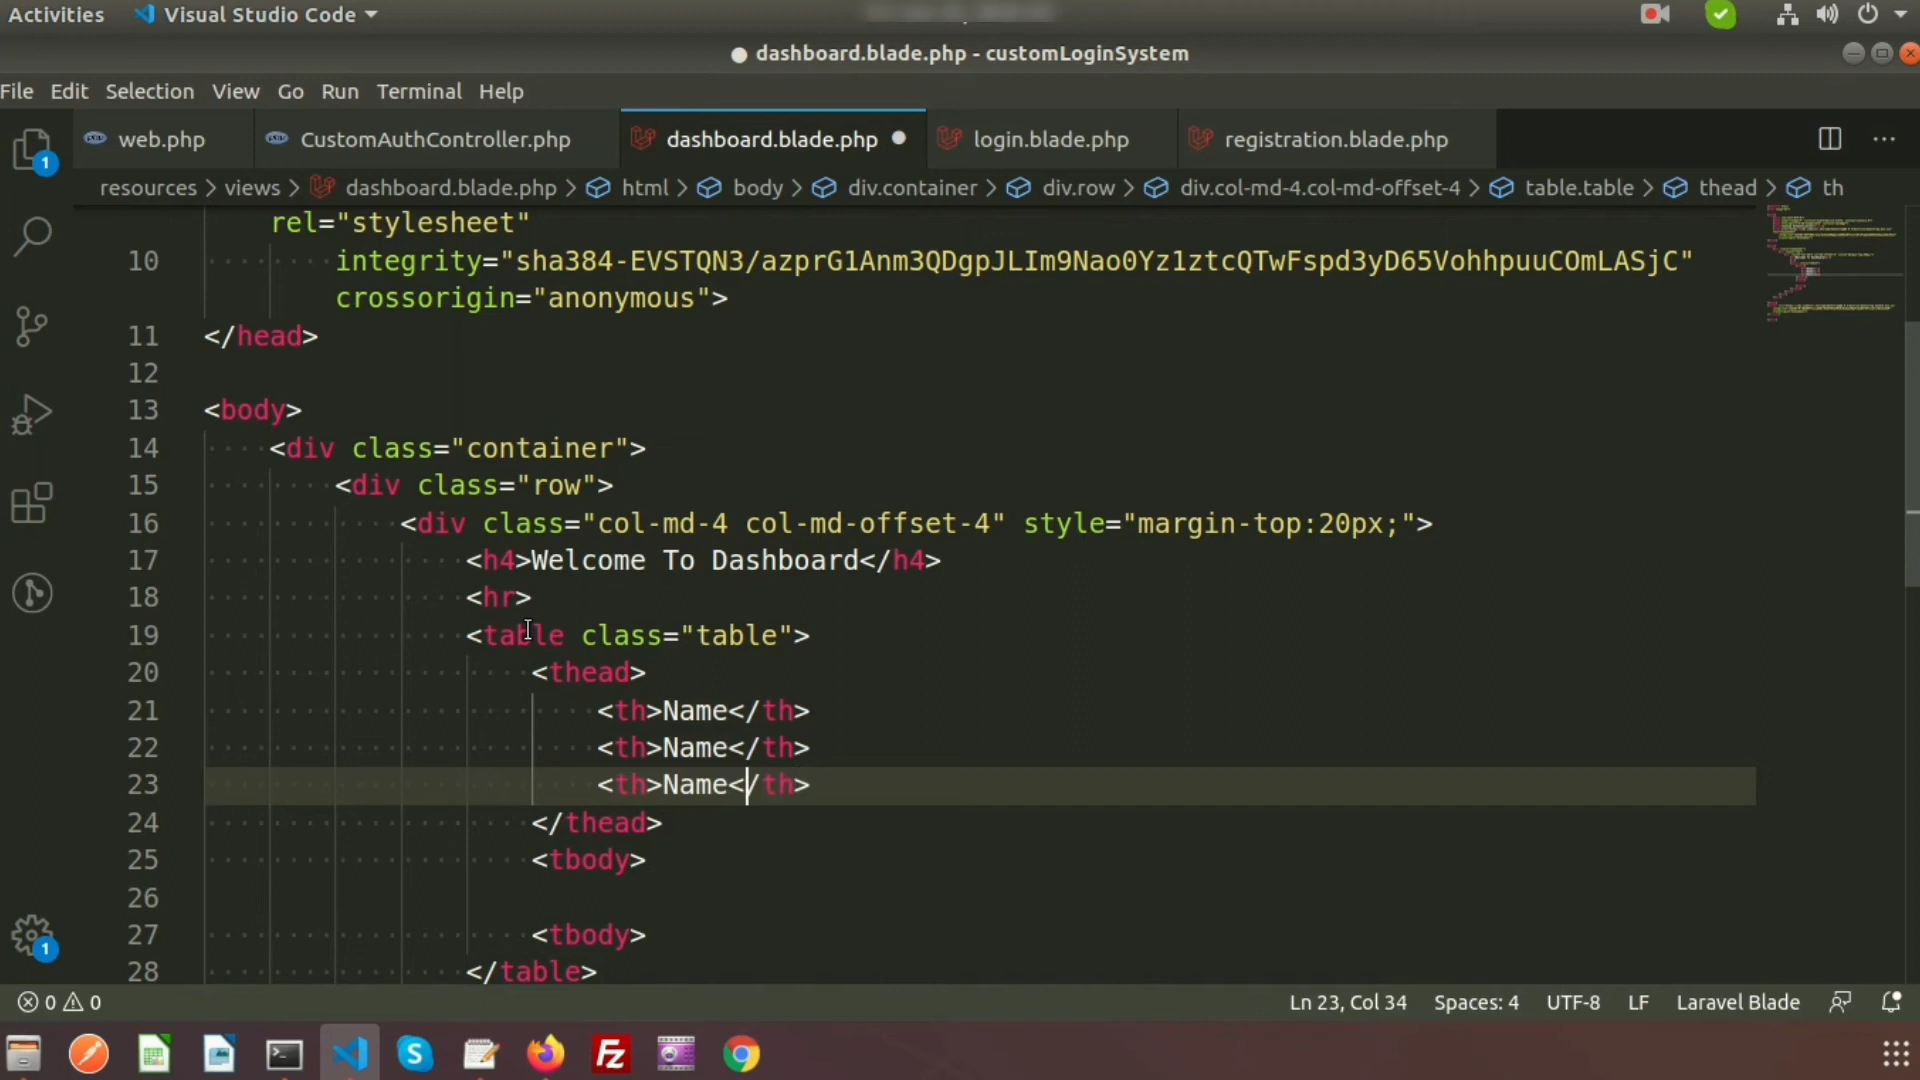 Activities Visual Studio Code
dashboard.blade.php - customLoginSystem
File Edit Selection View Go Run Terminal Help
web.php CustomAuthController.php dashboard.blade.php login.blade.php registration.blade.php
resources > views > dashboard.blade.php > html > body > div.container > div.row > div.col-md-4.col-md-offset-4 > table.table > thead > th
rel="stylesheet"
10 integrity="sha384-EVSTQN3/azprG1Anm3QDgpJLIm9Nao0Yz1ztcQTwFspd3yD65VohhpuuCOmLASjC"
crossorigin="anonymous">
11 </head>
12
13 <body>
14 <div class="container">
15 <div class="row">
16 <div class="col-md-4 col-md-offset-4" style="margin-top:20px;">
17 <h4>Welcome To Dashboard</h4>
18 <hr>
19 <table class="table">
20 <thead>
21 <th>Name</th>
22 <th>Name</th>
23 <th>Name</th>
24 </thead>
25 <tbody>
26
27 <tbody>
28 </table>
1
1
0 0 Ln 23, Col 34 Spaces: 4 UTF-8 LF Laravel Blade